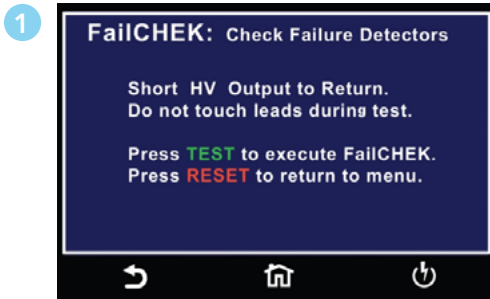 1
FailCHEK: Check Failure Detectors
Short HV Output to Return.
Do not touch leads during test.
Press TEST to execute FailCHEK.
Press RESET to return to menu.